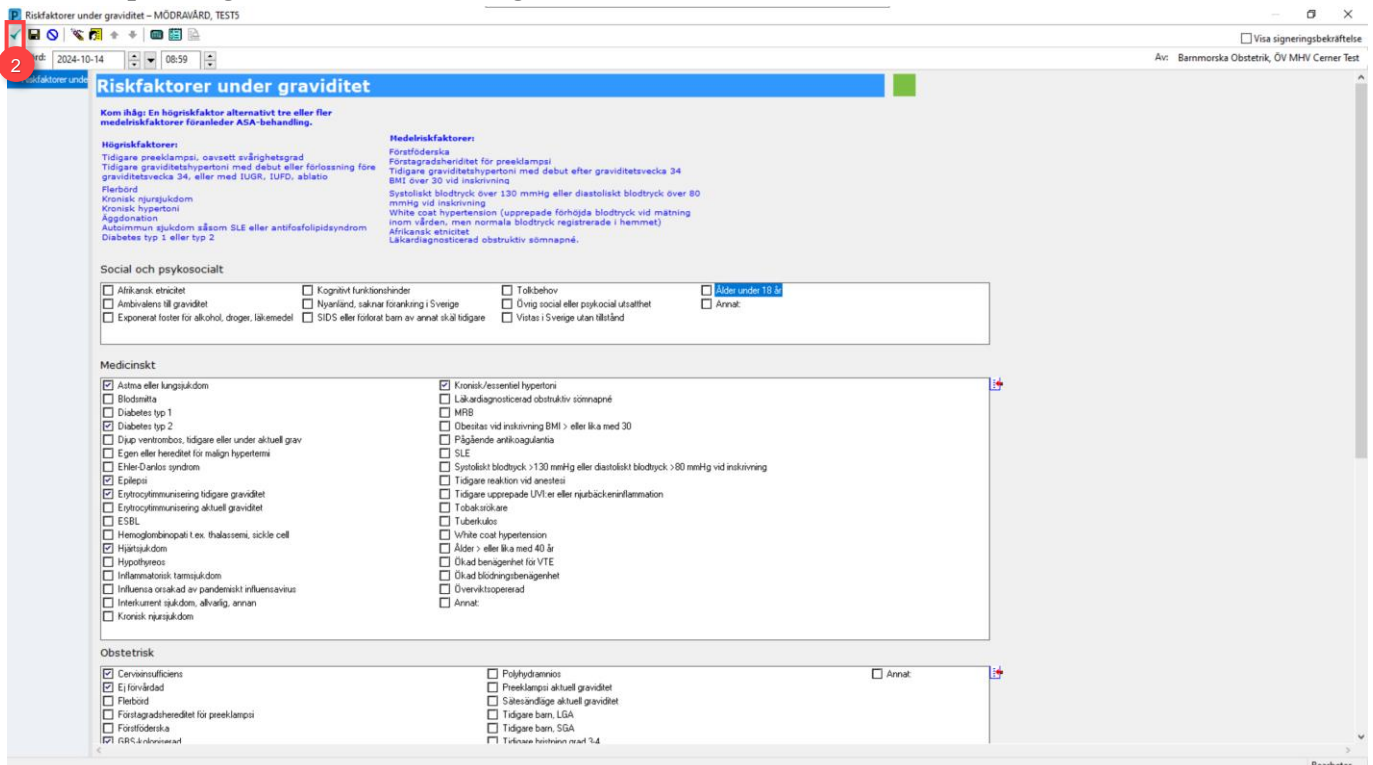 Riskfaktorer under graviditet – MÖDRAVÅRD, TEST5
Visa signeringsbekräftelse
2
2024-10-14 08:59
Av: Barnmorska Obstetrik, ÖV MHV Cerner Test
Riskfaktorer under graviditet
Kom ihåg: En högriskfaktor alternativt tre eller fler
medelriskfaktorer föranleder ASA-behandling.
Högriskfaktorer:
Tidigare preeklampsi, oavsett svårighetsgrad
Tidigare graviditetshypertoni med debut eller förlossning före
graviditetsvecka 34, eller med IUGR, IUFD, ablatio
Flerbörd
Kronisk njursjukdom
Kronisk hypertoni
Äggdonation
Autoimmun sjukdom såsom SLE eller antifosfolipidsyndrom
Diabetes typ 1 eller typ 2
Medelriskfaktorer:
Förstföderska
Förstagradsheriditet för preeklampsi
Tidigare graviditetshypertoni med debut efter graviditetsvecka 34
BMI över 30 vid inskrivning
Systoliskt blodtryck över 130 mmHg eller diastoliskt blodtryck över 80
mmHg vid inskrivning
White coat hypertension (upprepade förhöjda blodtryck vid mätning
inom vården, men normala blodtryck registrerade i hemmet)
Afrikansk etnicitet
Läkardiagnosticerad obstruktiv sömnapné.
Social och psykosocialt
Afrikansk etnicitet
Ambivalens till graviditet
Exponerat foster för alkohol, droger, läkemedel
Kognitivt funktionshinder
Nyanländ, saknar förankring i Sverige
SIDS eller förlorat barn av annat skäl tidigare
Tolkbehov
Övrig social eller psykocial utsatthet
Vistas i Sverige utan tillstånd
Ålder under 18 år
Annat:
Medicinskt
Astma eller lungsjukdom
Blodsmitta
Diabetes typ 1
Diabetes typ 2
Djup ventrombos, tidigare eller under aktuell grav
Egen eller hereditet för malign hypertermi
Ehler-Danlos syndrom
Epilepsi
Erytrocytimmunisering tidigare graviditet
Erytrocytimmunisering aktuell graviditet
ESBL
Hemoglombinopati t.ex. thalassemi, sickle cell
Hjärtsjukdom
Hypothyreos
Inflammatorisk tarmsjukdom
Influensa orsakad av pandemiskt influensavirus
Interkurrent sjukdom, allvarlig, annan
Kronisk njursjukdom
Kronisk/essentiel hypertoni
Läkardiagnosticerad obstruktiv sömnapné
MRB
Obesitas vid inskrivning BMI > eller lika med 30
Pågående antikoagulantia
SLE
Systoliskt blodtryck >130 mmHg eller diastoliskt blodtryck >80 mmHg vid inskrivning
Tidigare reaktion vid anestesi
Tidigare upprepade UVI:er eller njurbäckeninflammation
Tobaksrökare
Tuberkulos
White coat hypertension
Ålder > eller lika med 40 år
Ökad benägenhet för VTE
Ökad blödningsbenägenhet
Överviktsopererad
Annat:
Obstetrisk
Cervixinsufficiens
Ej förvårdad
Flerbörd
Förstagradshereditet för preeklampsi
Förstföderska
GBS-koloniserad
Polyhydramnios
Preeklampsi aktuell graviditet
Sätesändläge aktuell graviditet
Tidigare barn, LGA
Tidigare barn, SGA
Tidigare bristning grad 3-4
Annat: